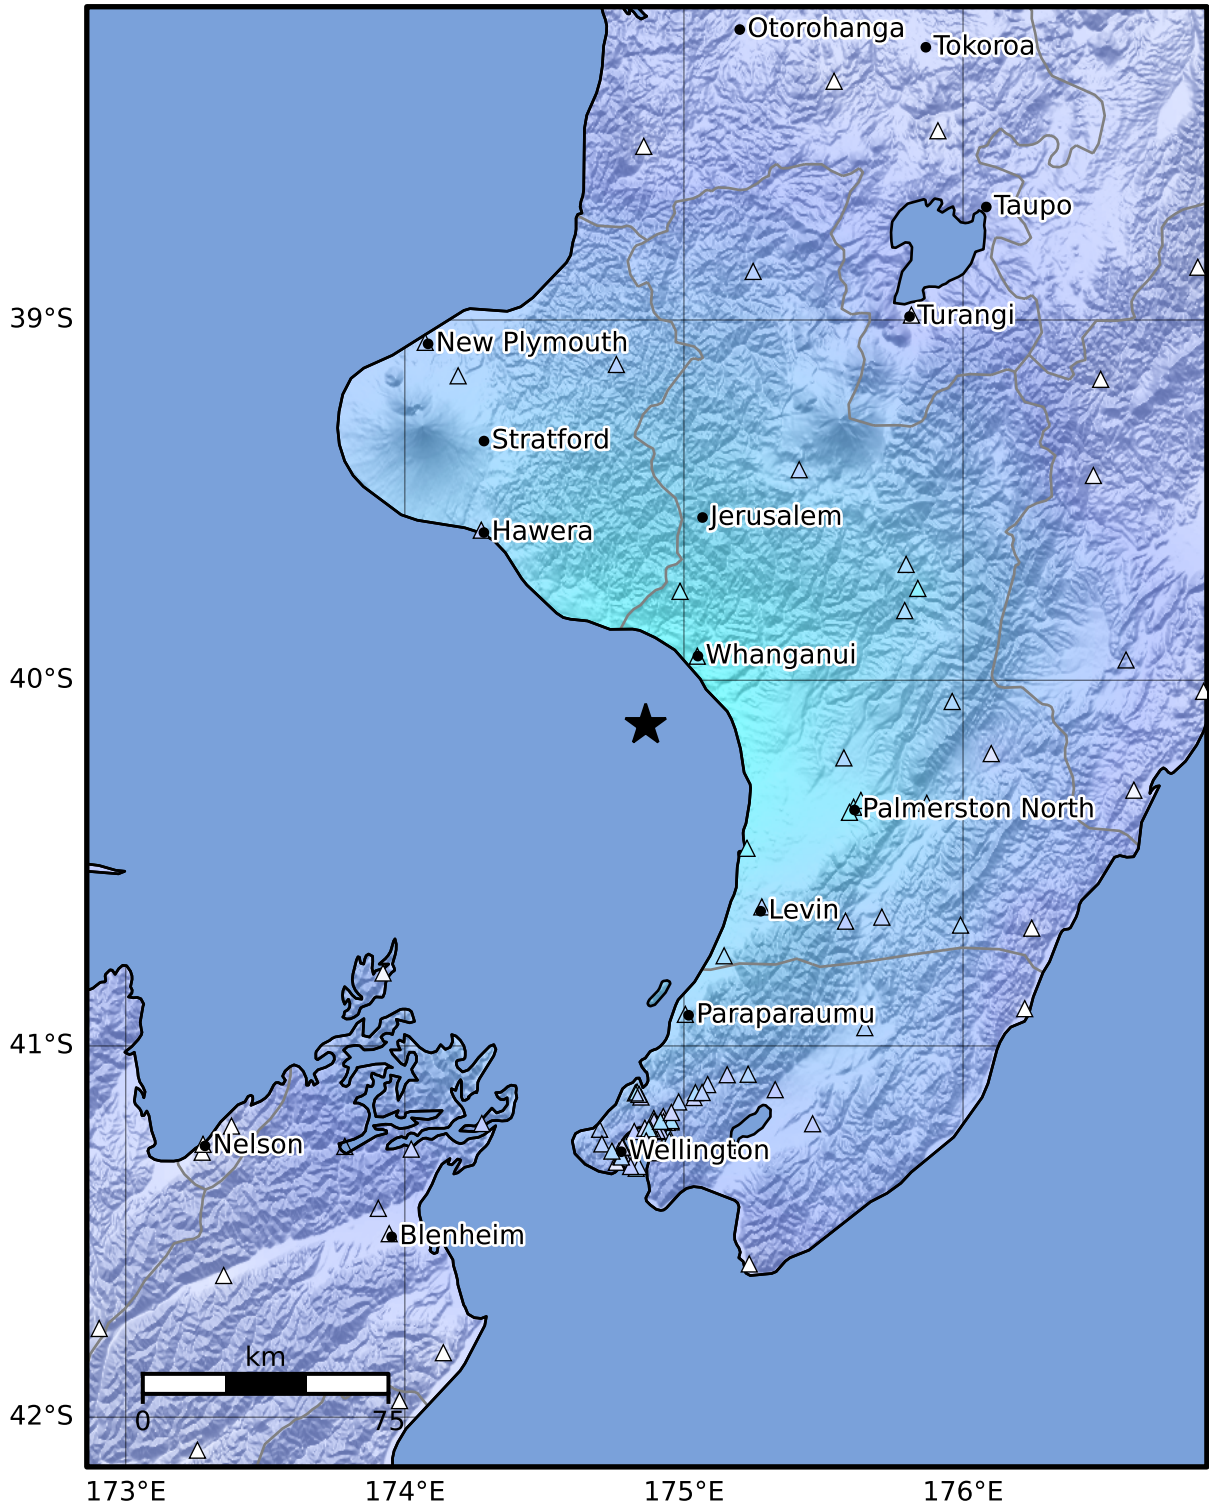 Otorohanga
Tokoroa
Taupo
39°S
Turangi
New Plymouth
Stratford
Jerusalem
Hawera
Whanganui
40°S
Palmerston North
Levin
Paraparaumu
41°S
Nelson
Wellington
Blenheim
km
0 75
42°S
173°E 174°E 175°E 176°E